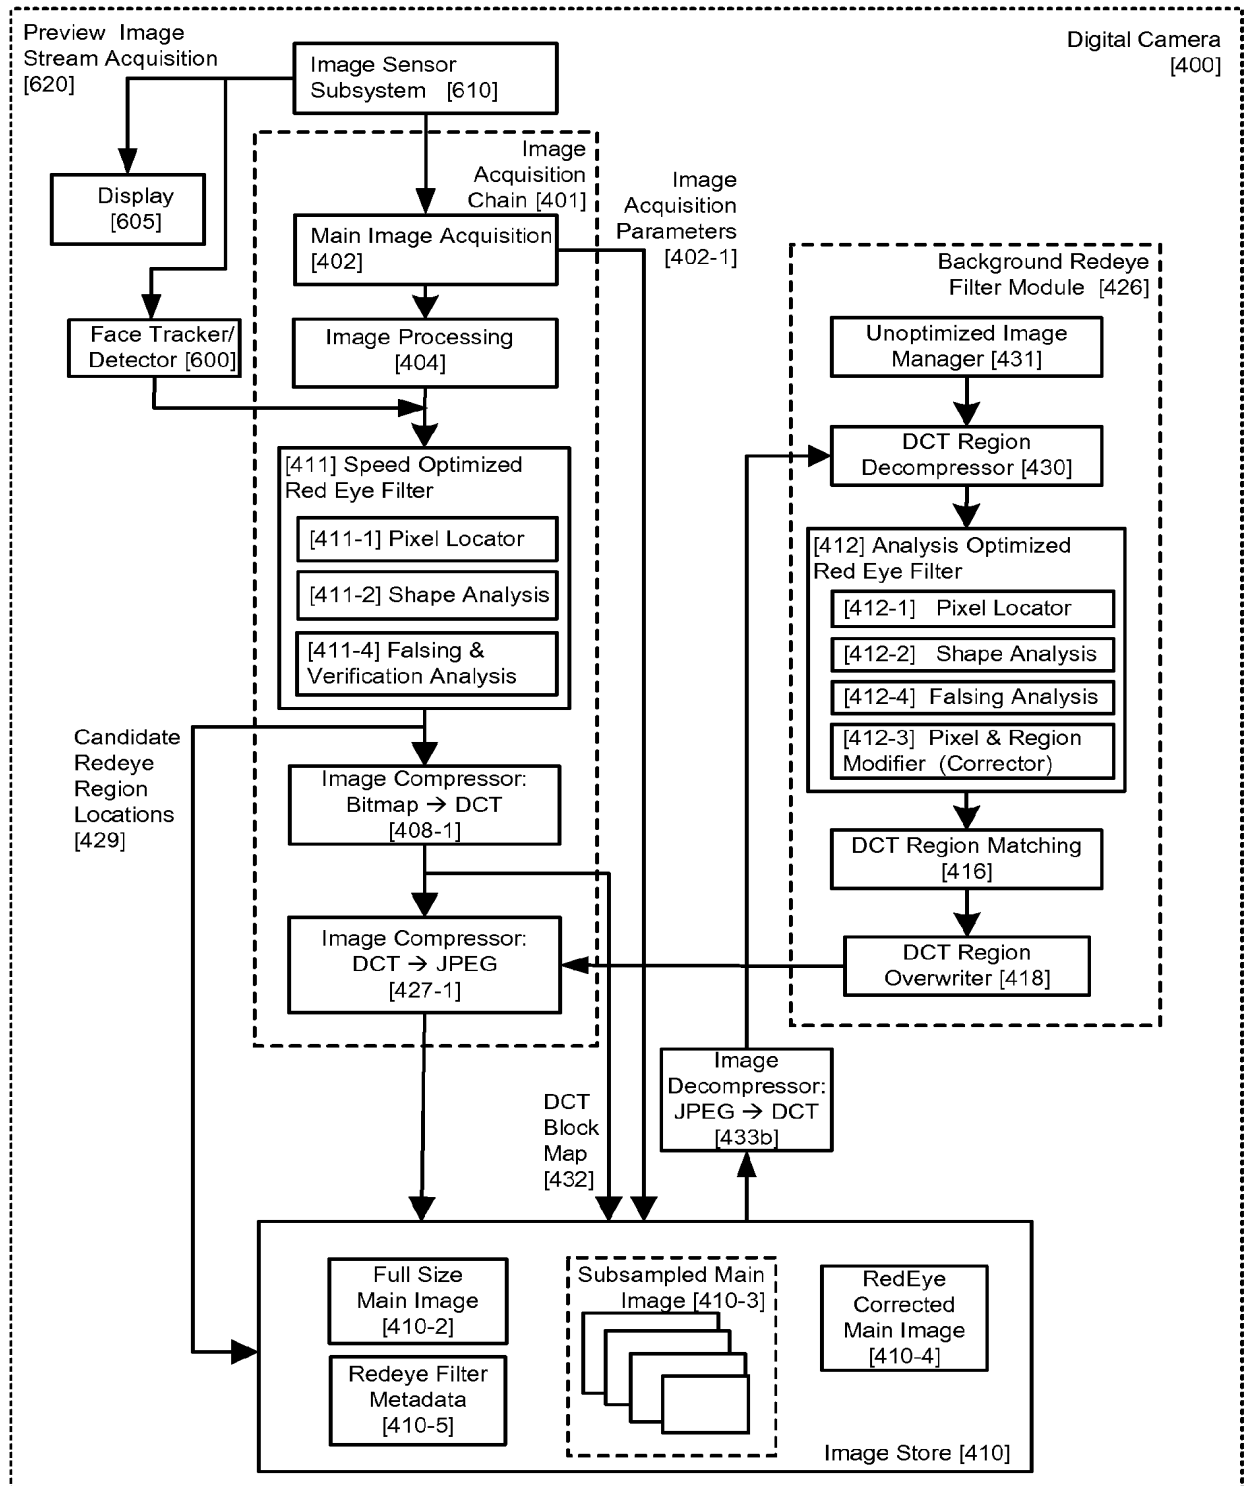 Preview Image
Stream Acquisition
[620]
Digital Camera
[400]
Image Sensor
Subsystem [610]
Image
Acquisition
Chain [401]
Image
Acquisition
Parameters
[402-1]
Display
[605]
Main Image Acquisition
[402]
Background Redeye
Filter Module [426]
Face Tracker/
Detector [600]
Image Processing
[404]
Unoptimized Image
Manager [431]
DCT Region
Decompressor [430]
[411] Speed Optimized
Red Eye Filter
[411-1] Pixel Locator
[411-2] Shape Analysis
[411-4] Falsing &
Verification Analysis
[412] Analysis Optimized
Red Eye Filter
[412-1] Pixel Locator
[412-2] Shape Analysis
[412-4] Falsing Analysis
[412-3] Pixel & Region
Modifier (Corrector)
Candidate
Redeye
Region
Locations
[429]
Image Compressor:
Bitmap → DCT
[408-1]
DCT Region Matching
[416]
Image Compressor:
DCT → JPEG
[427-1]
DCT Region
Overwriter [418]
Image
Decompressor:
JPEG → DCT
[433b]
DCT
Block
Map
[432]
Full Size
Main Image
[410-2]
Subsampled Main
Image [410-3]
RedEye
Corrected
Main Image
[410-4]
Redeye Filter
Metadata
[410-5]
Image Store [410]